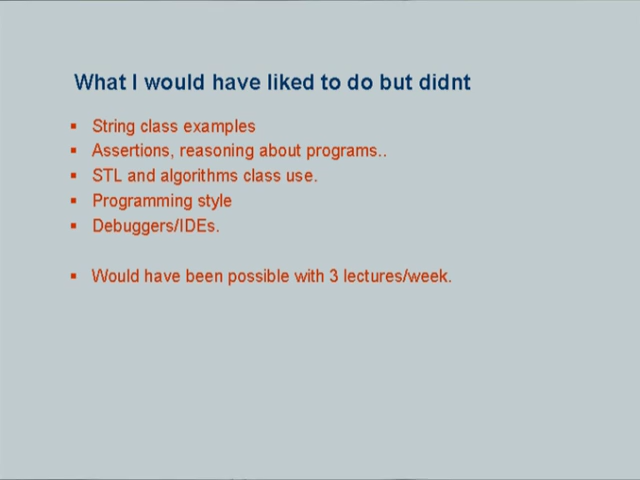 What I would have liked to do but didnt
▪ String class examples
▪ Assertions, reasoning about programs..
▪ STL and algorithms class use.
▪ Programming style
▪ Debuggers/IDEs.
▪ Would have been possible with 3 lectures/week.